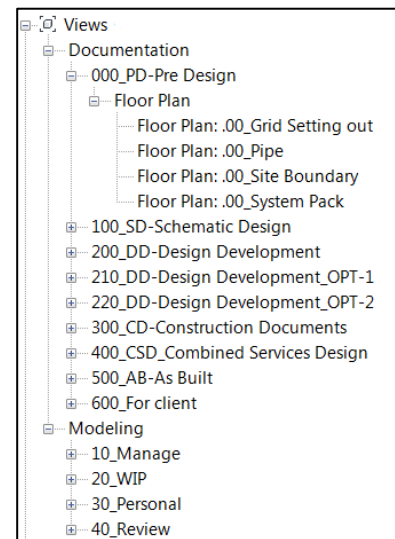 Views
Documentation
000_PD-Pre Design
Floor Plan
Floor Plan: .00_Grid Setting out
Floor Plan: .00_Pipe
Floor Plan: .00_Site Boundary
Floor Plan: .00_System Pack
100_SD-Schematic Design
200_DD-Design Development
210_DD-Design Development_OPT-1
220_DD-Design Development_OPT-2
300_CD-Construction Documents
400_CSD_Combined Services Design
500_AB-As Built
600_For client
Modeling
10_Manage
20_WIP
30_Personal
40_Review